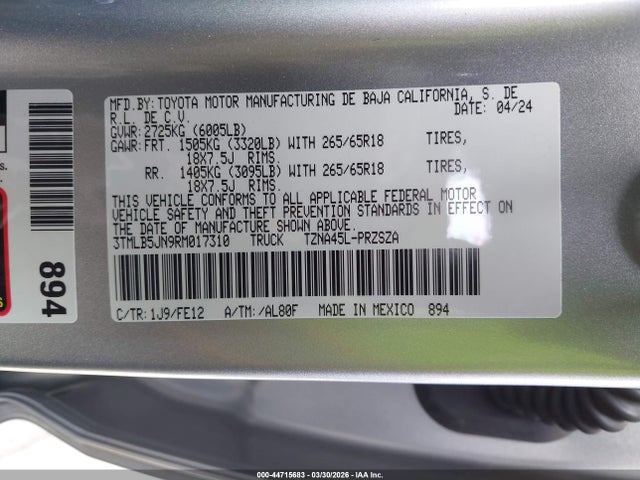 MFD.BY: TOYOTA MOTOR MANUFACTURING DE BAJA CALIFORNIA, S. DE
R.L. DE C.V. DATE: 04/24
GVWR: 2725KG (6005LB)
GAWR: FRT. 1505KG (3320LB) WITH 265/65R18 TIRES,
18X7.5J RIMS.
RR. 1405KG (3095LB) WITH 265/65R18 TIRES,
18X7.5J RIMS.
THIS VEHICLE CONFORMS TO ALL APPLICABLE FEDERAL MOTOR
VEHICLE SAFETY AND THEFT PREVENTION STANDARDS IN EFFECT ON
THE DATE OF MANUFACTURE SHOWN ABOVE.
3TMLB5JN9RM017310 TRUCK TZNA45L-PRZSZA
C/TR: 1J9/FE12 A/TM: /AL80F MADE IN MEXICO 894
894
000-44715683 - 03/30/2026 - IAA Inc.